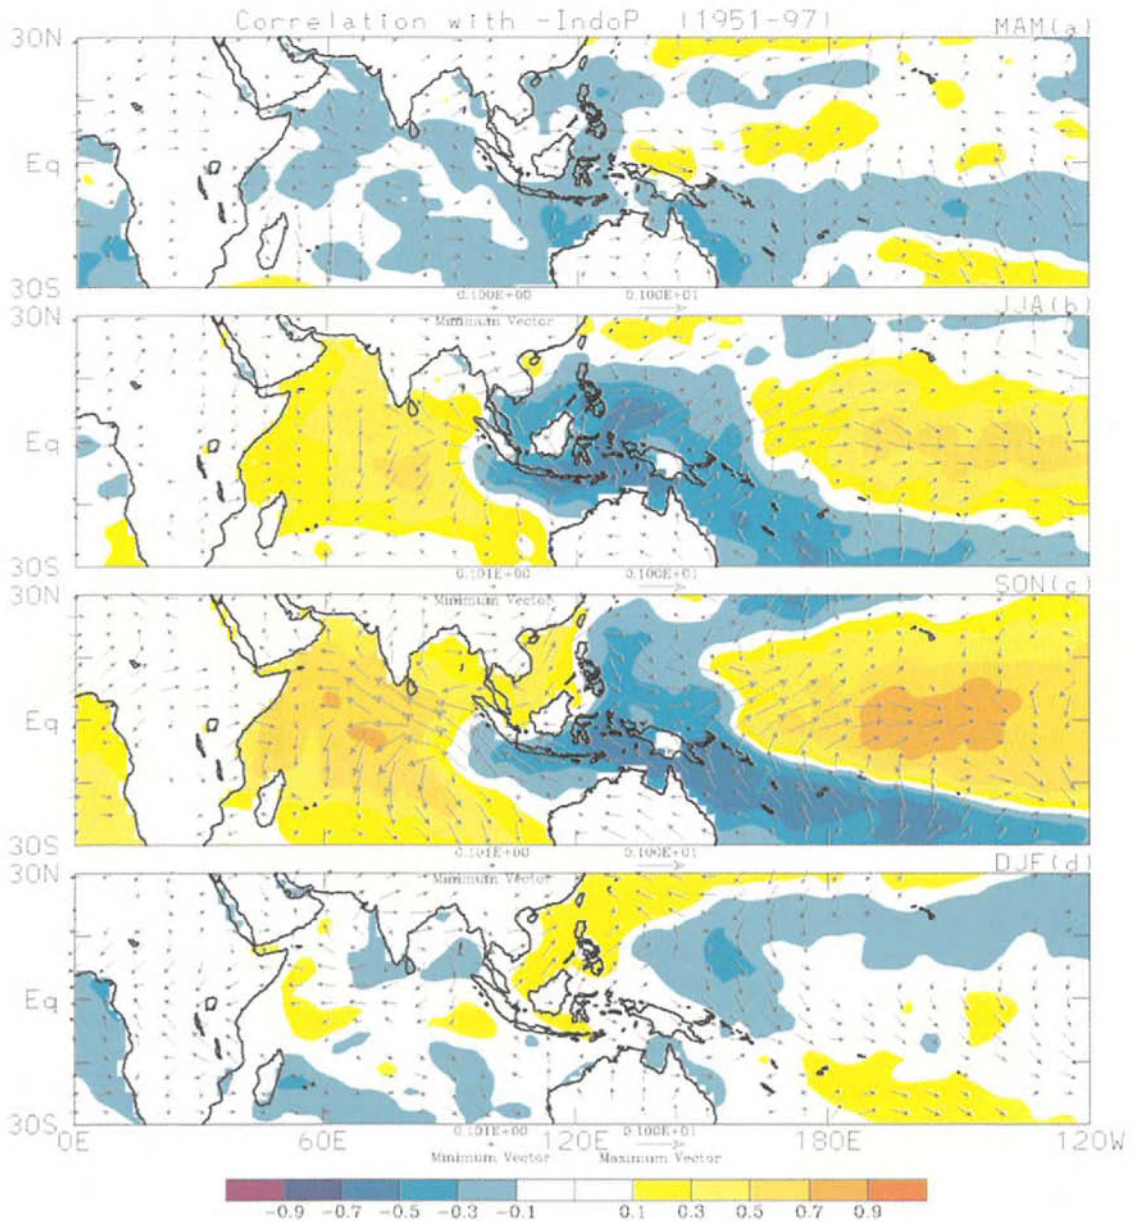 Correlation with -IndoP (1951-97)
MAM(a)
30N
Eq
30S
0.100E+00 0.100E+01
Minimum Vector
JJA(b)
30N
Eq
30S
0.101E+00 0.100E+01
Minimum Vector
SON(c)
30N
Eq
30S
0.101E+00 0.100E+01
Minimum Vector
DJF(d)
30N
Eq
30S
0E 60E 120E 180E 120W
0.101E+00 0.100E+01
Minimum Vector Maximum Vector
-0.9 -0.7 -0.5 -0.3 -0.1 0.1 0.3 0.5 0.7 0.9